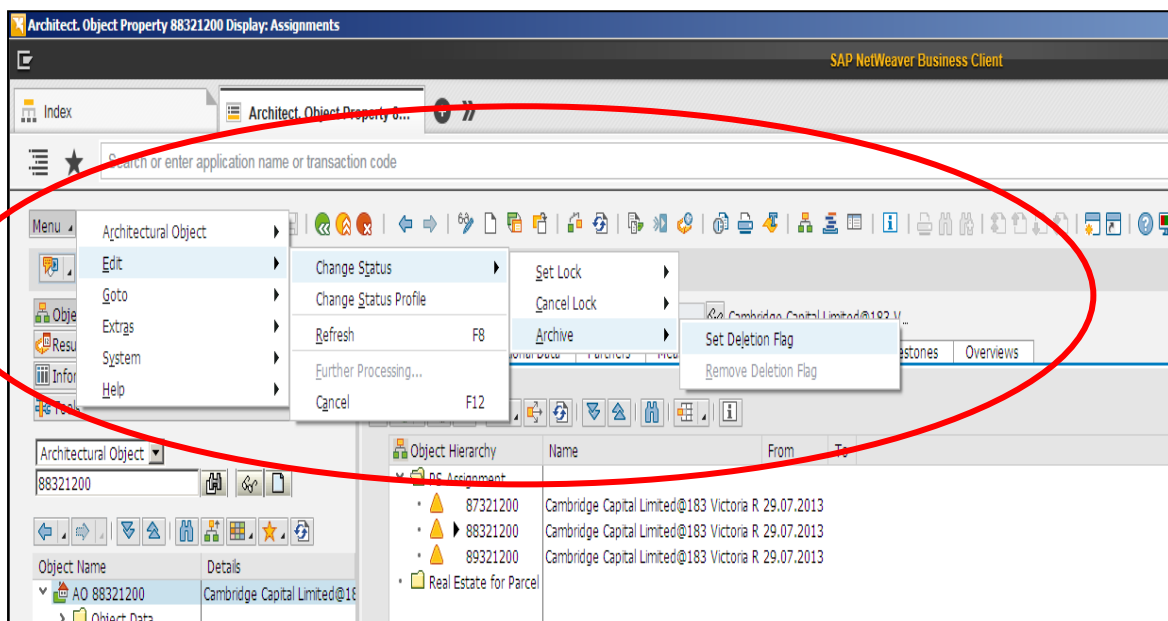 Architect. Object Property 88321200 Display: Assignments
SAP NetWeaver Business Client
Index
Architect. Object Property 8...
Search or enter application name or transaction code
Menu
Architectural Object
Edit
Goto
Extras
System
Help
Change Status
Change Status Profile
Refresh F8
Further Processing...
Cancel F12
Set Lock
Cancel Lock
Archive
Set Deletion Flag
Remove Deletion Flag
Cambridge Capital Limited@183 V...
Overviews
Tools
Architectural Object
88321200
Object Name Details
AO 88321200 Cambridge Capital Limited@18
Object Data
Object Hierarchy Name From To
PS Assignment
87321200 Cambridge Capital Limited@183 Victoria R 29.07.2013
88321200 Cambridge Capital Limited@183 Victoria R 29.07.2013
89321200 Cambridge Capital Limited@183 Victoria R 29.07.2013
Real Estate for Parcel